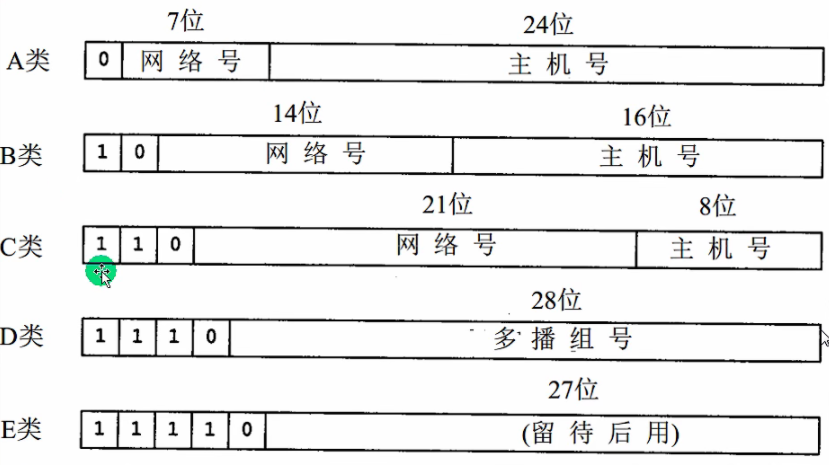 7位 24位
A类 0 网络号 主机号
14位 16位
B类 1 0 网络号 主机号
21位 8位
C类 1 1 0 网络号 主机号
28位
D类 1 1 1 0 多播组号
27位
E类 1 1 1 1 0 (留待后用)